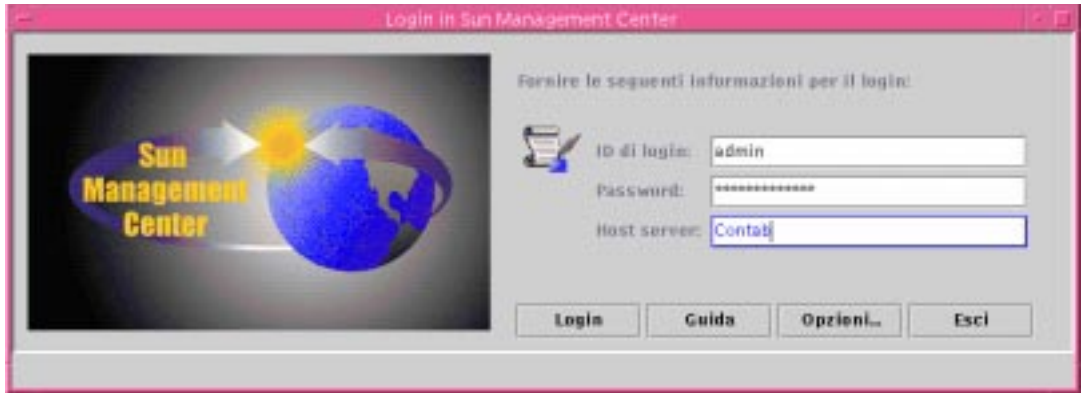 Login in Sun Management Center
Sun
Management
Center
Fornire le seguenti informazioni per il login:
ID di login: admin
Password: *************
Host server: Contab
Login Guida Opzioni... Esci